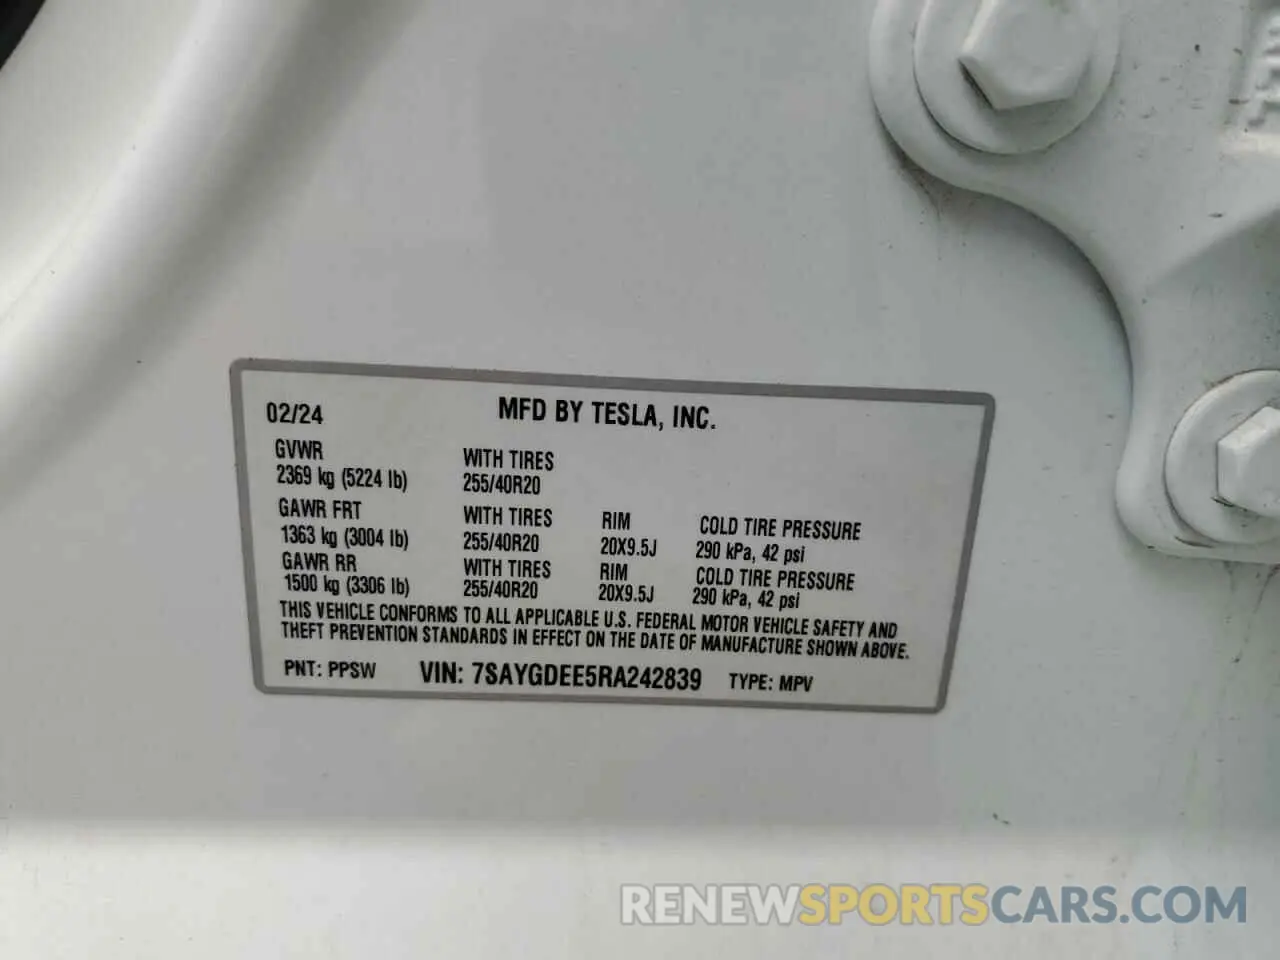 02/24 MFD BY TESLA, INC.
GVWR WITH TIRES
2369 kg (5224 lb) 255/40R20
GAWR FRT WITH TIRES RIM COLD TIRE PRESSURE
1363 kg (3004 lb) 255/40R20 20X9.5J 290 kPa, 42 psi
GAWR RR WITH TIRES RIM COLD TIRE PRESSURE
1500 kg (3306 lb) 255/40R20 20X9.5J 290 kPa, 42 psi
THIS VEHICLE CONFORMS TO ALL APPLICABLE U.S. FEDERAL MOTOR VEHICLE SAFETY AND
THEFT PREVENTION STANDARDS IN EFFECT ON THE DATE OF MANUFACTURE SHOWN ABOVE.
PNT: PPSW VIN: 7SAYGDEE5RA242839 TYPE: MPV
RENEWSPORTSCARS.COM